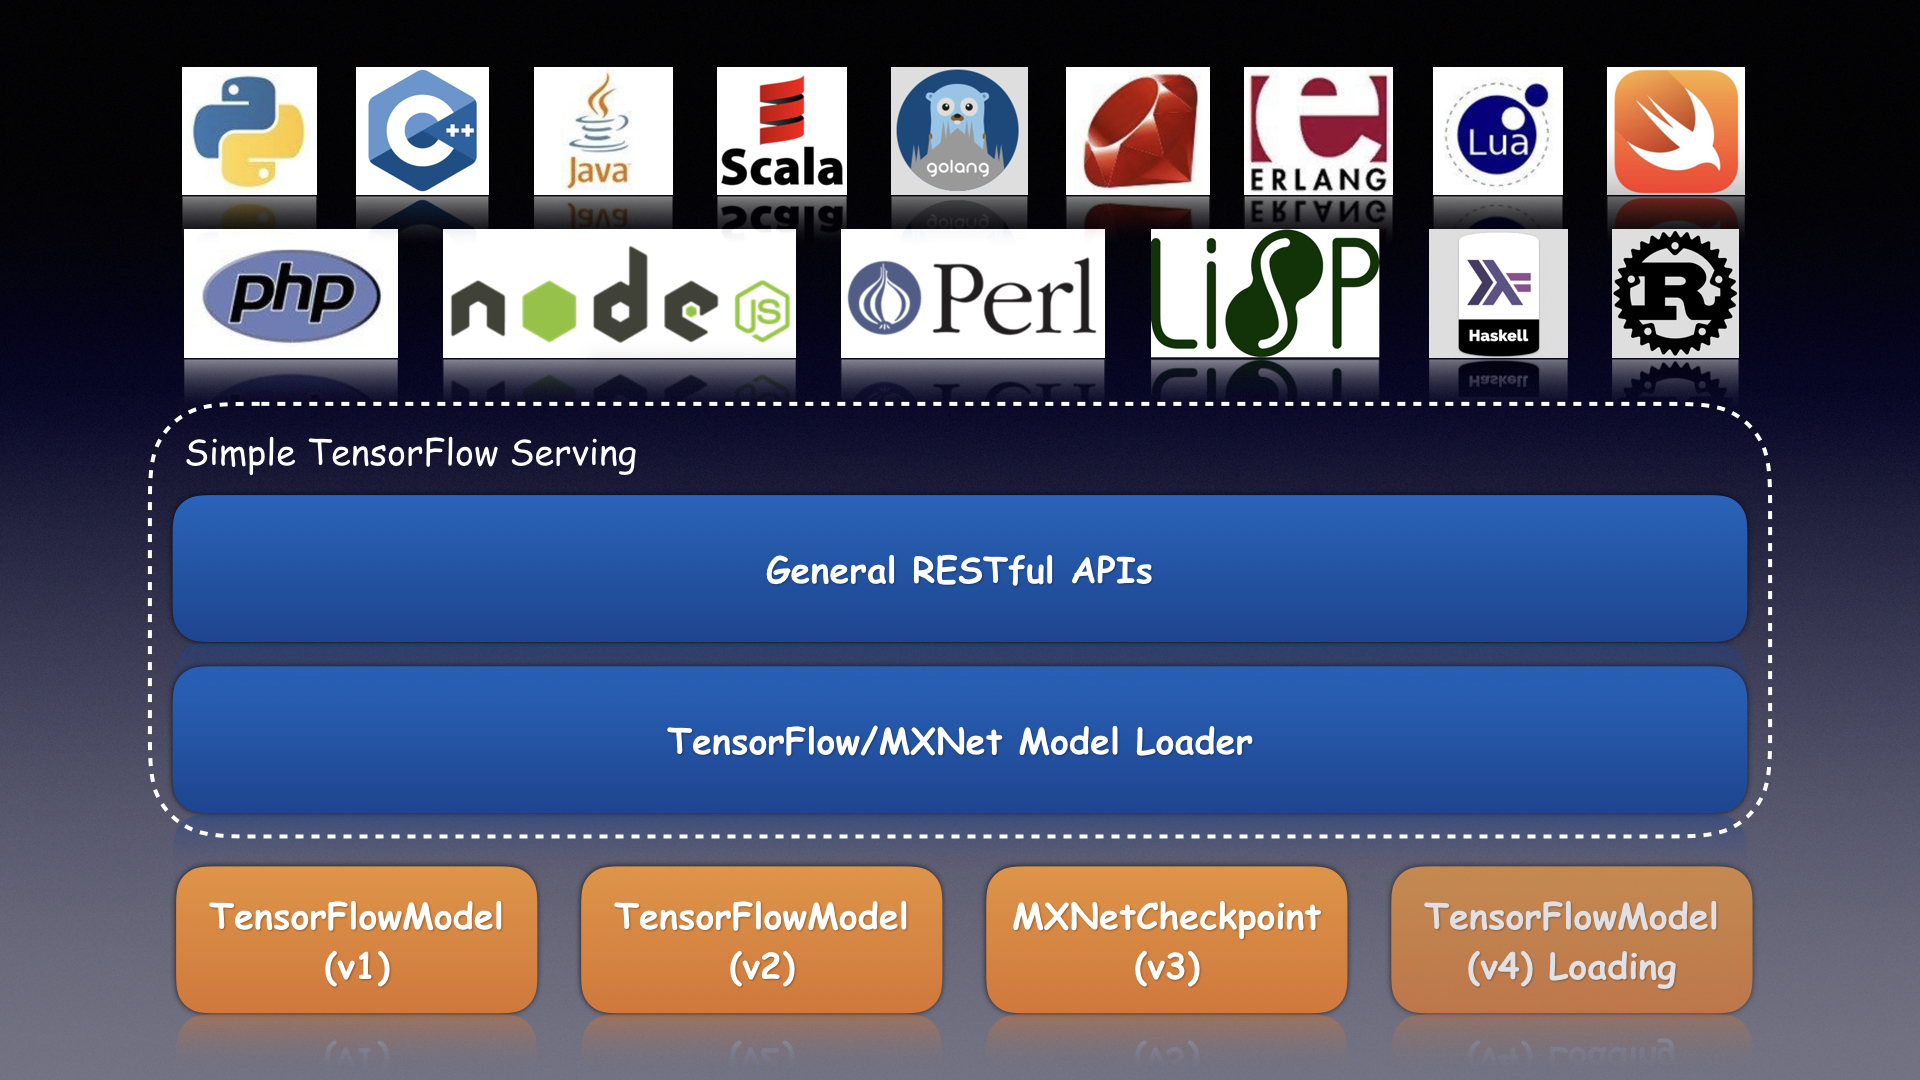 ++
Java
Scala
golang
ERLANG
Lua
php
node
JS
Perl
LiSP
Haskell
R
Simple TensorFlow Serving
General RESTful APIs
TensorFlow/MXNet Model Loader
TensorFlowModel
(v1)
TensorFlowModel
(v2)
MXNetCheckpoint
(v3)
TensorFlowModel
(v4) Loading